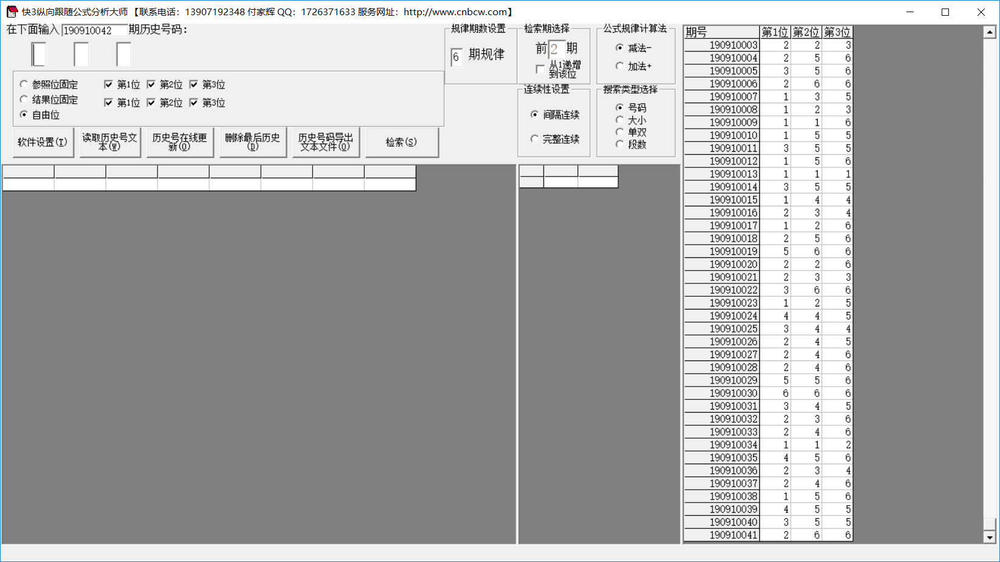 快3纵向跟随公式分析大师 【联系电话：13907192348 付家辉 QQ：1726371633 服务网址：http://www.cnbcw.com】
在下面输入 190910042 期历史号码：
参照位固定 第1位 第2位 第3位
结果位固定 第1位 第2位 第3位
自由位
软件设置(I)
读取历史号文本(W)
历史号在线更新(O)
删除最后历史(D)
历史号码导出文本文件(O)
检索(S)
规律期数设置
6 期规律
检索期选择
前 2 期
从1递增
到该位
公式规律计算法
减法-
加法+
连续性设置
间隔连续
完整连续
搜索类型选择
号码
大小
单双
段数
期号 第1位 第2位 第3位
190910003 2 2 3
190910004 2 5 6
190910005 3 5 6
190910006 2 6 6
190910007 1 3 5
190910008 1 2 3
190910009 1 1 6
190910010 1 5 5
190910011 3 5 5
190910012 1 5 6
190910013 1 1 1
190910014 3 5 5
190910015 1 4 4
190910016 2 3 4
190910017 1 2 6
190910018 2 5 6
190910019 5 6 6
190910020 2 2 6
190910021 2 3 3
190910022 3 6 6
190910023 1 2 5
190910024 4 4 5
190910025 3 4 4
190910026 2 4 5
190910027 2 4 6
190910028 2 4 6
190910029 5 5 6
190910030 6 6 6
190910031 3 4 5
190910032 2 3 6
190910033 2 4 6
190910034 1 1 2
190910035 4 5 6
190910036 2 3 4
190910037 2 4 6
190910038 1 5 6
190910039 4 5 5
190910040 3 5 5
190910041 2 6 6